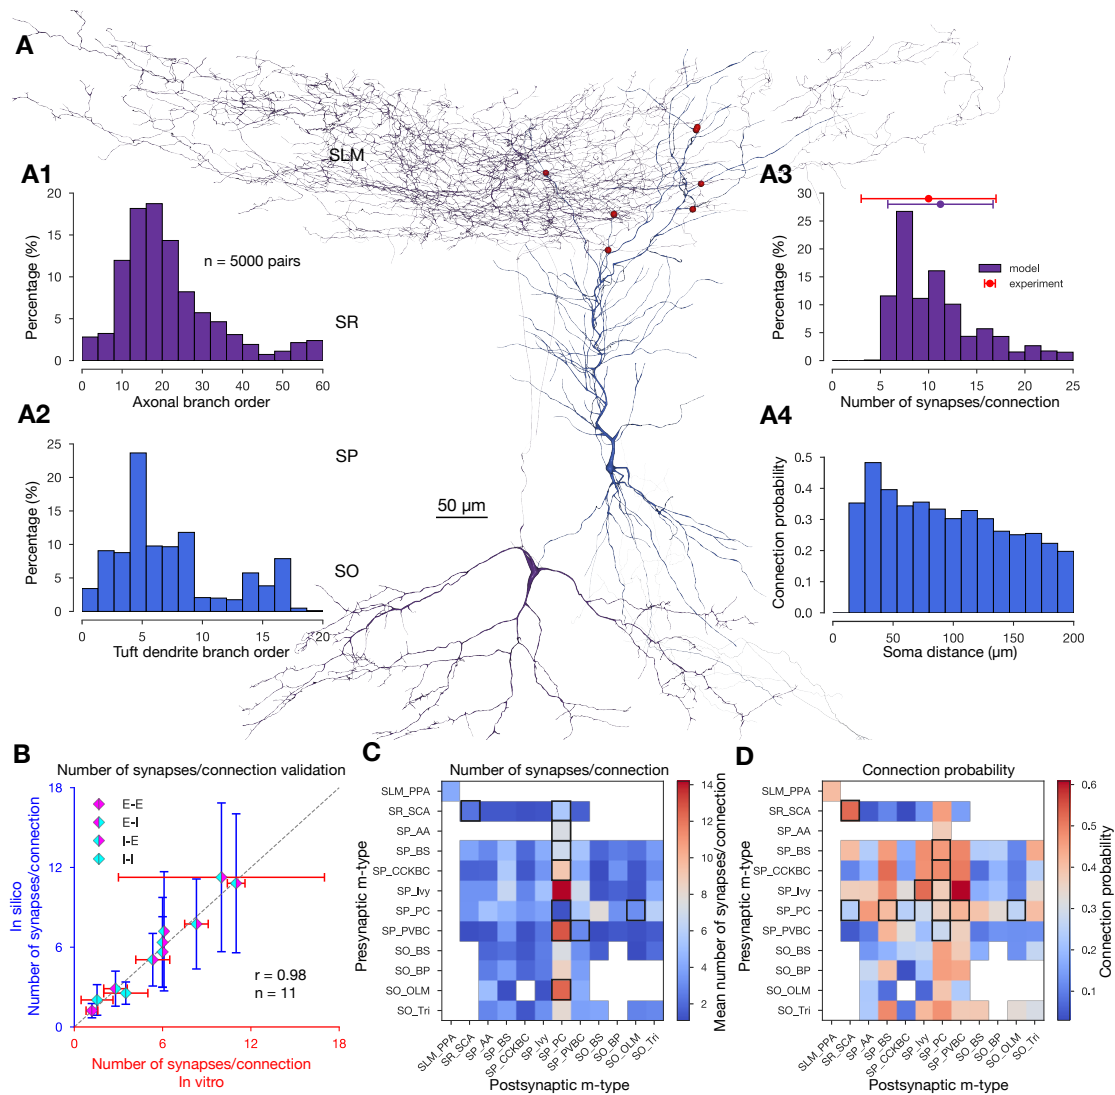 A
SLM
A1
20
15
10
5
0
Percentage (%)
n = 5000 pairs
0 10 20 30 40 50 60
Axonal branch order
SR
A3
30
25
20
15
10
5
0
Percentage (%)
model
experiment
0 5 10 15 20 25
Number of synapses/connection
A2
25
20
15
10
5
0
Percentage (%)
0 5 10 15 20
Tuft dendrite branch order
SP
50 µm
SO
A4
0.5
0.4
0.3
0.2
0.1
0.0
Connection probability
0 50 100 150 200
Soma distance (µm)
B
Number of synapses/connection validation
18
12
6
0
In silico
Number of synapses/connection
E-E
E-I
I-E
I-I
r = 0.98
n = 11
0 6 12 18
Number of synapses/connection
In vitro
C
Number of synapses/connection
Presynaptic m-type
SLM_PPA
SR_SCA
SP_AA
SP_BS
SP_CCKBC
SP_Ivy
SP_PC
SP_PVBC
SO_BS
SO_BP
SO_OLM
SO_Tri
SLM_PPA SR_SCA SP_AA SP_BS SP_CCKBC SP_Ivy SP_PC SP_PVBC SO_BS SO_BP SO_OLM SO_Tri
Postsynaptic m-type
14
12
10
8
6
4
2
Mean number of synapses/connection
D
Connection probability
Presynaptic m-type
SLM_PPA
SR_SCA
SP_AA
SP_BS
SP_CCKBC
SP_Ivy
SP_PC
SP_PVBC
SO_BS
SO_BP
SO_OLM
SO_Tri
SLM_PPA SR_SCA SP_AA SP_BS SP_CCKBC SP_Ivy SP_PC SP_PVBC SO_BS SO_BP SO_OLM SO_Tri
Postsynaptic m-type
0.6
0.5
0.4
0.3
0.2
0.1
Connection probability